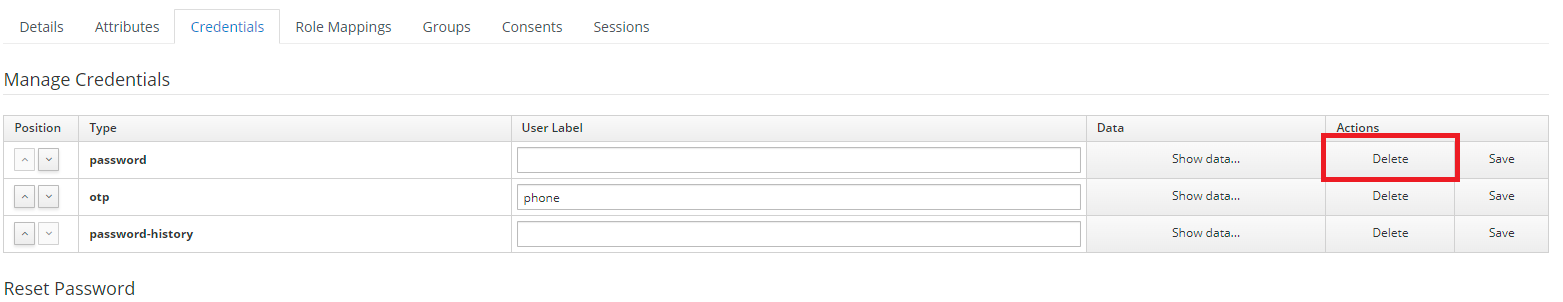 Details Attributes Credentials Role Mappings Groups Consents Sessions
Manage Credentials
Position Type User Label Data Actions
password Show data... Delete Save
otp phone Show data... Delete Save
password-history Show data... Delete Save
Reset Password